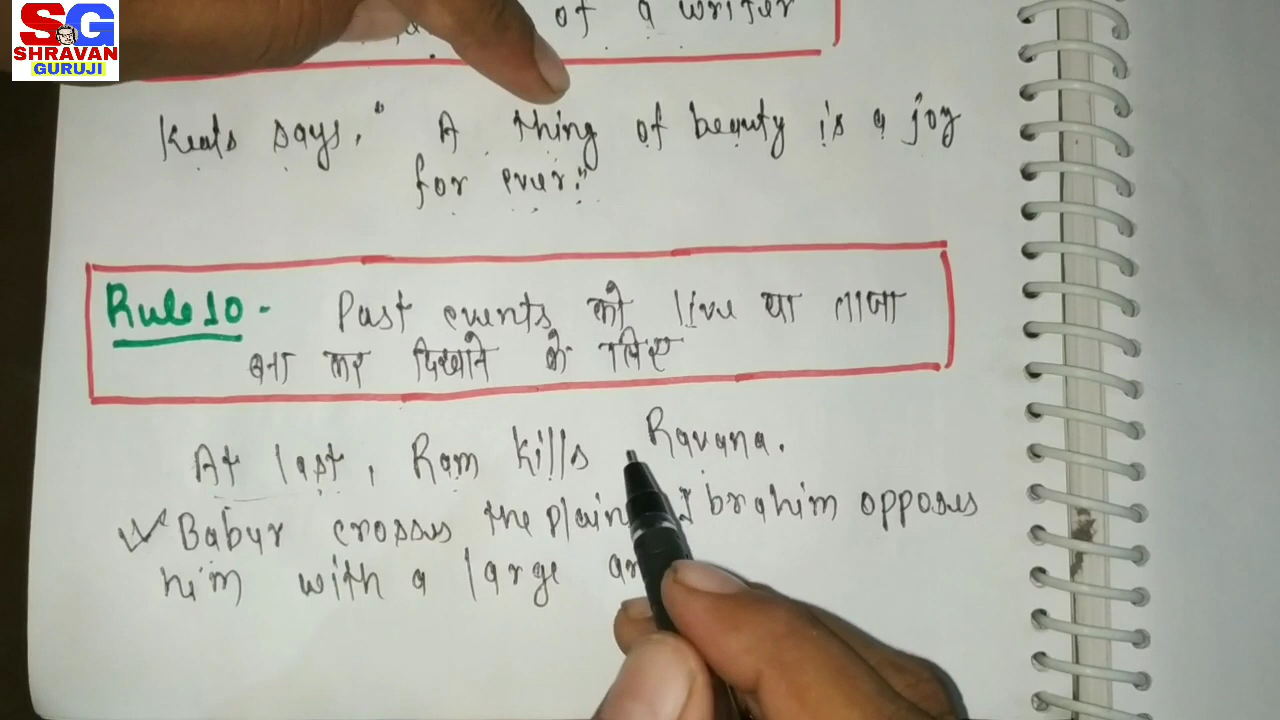 SG
SHRAVAN
GURUJI
of a writer
Keats says, " A thing of beauty is a joy
for ever."
Rule 10 - Past events को live या ताजा
बना कर दिखाने के लिए
At last, Ram kills Ravana.
Babur crosses the plain Ibrahim opposes
him with a large